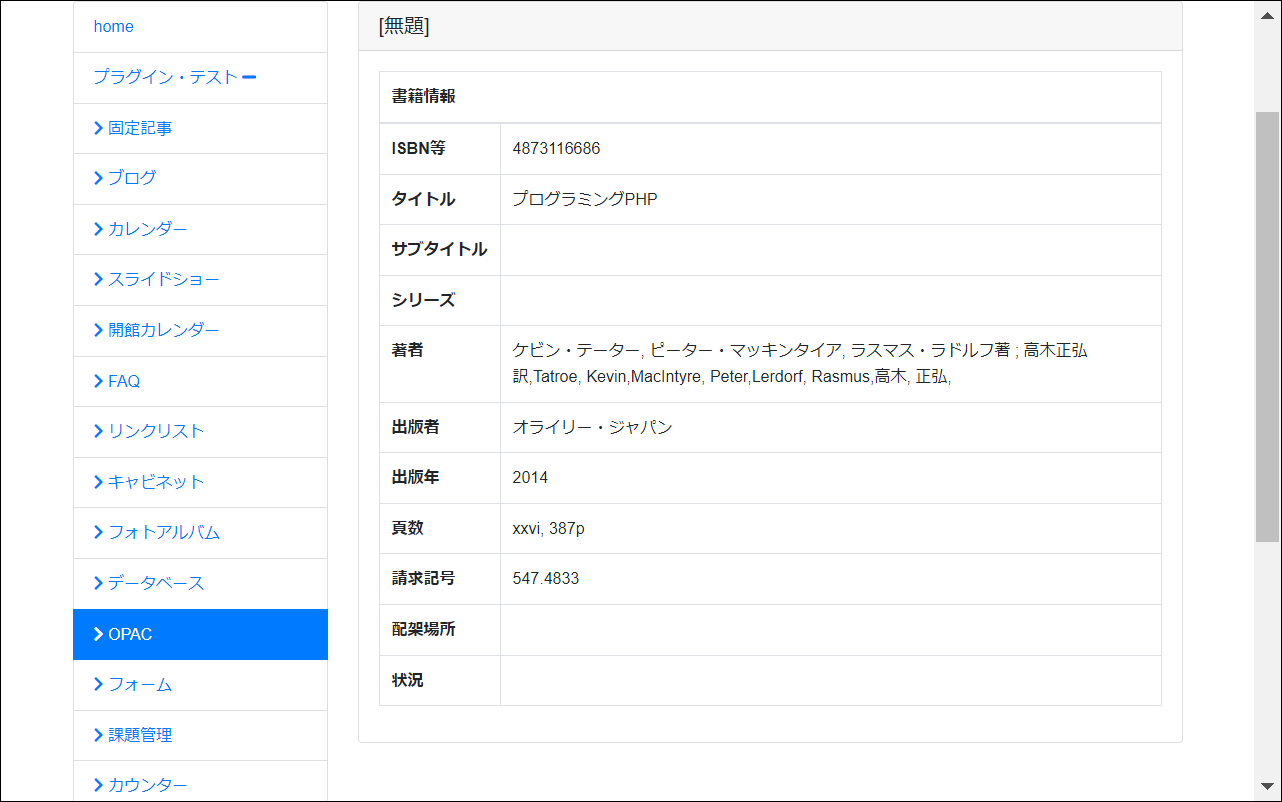 home
プラグイン・テスト
固定記事
ブログ
カレンダー
スライドショー
開館カレンダー
FAQ
リンクリスト
キャビネット
フォトアルバム
データベース
OPAC
フォーム
課題管理
カウンター
[無題]
書籍情報
ISBN等 4873116686
タイトル プログラミングPHP
サブタイトル
シリーズ
著者 ケビン・テーター, ピーター・マッキンタイア, ラスマス・ラドルフ著 ; 高木正弘
訳,Tatroe, Kevin,MacIntyre, Peter,Lerdorf, Rasmus,高木, 正弘,
出版者 オライリー・ジャパン
出版年 2014
頁数 xxvi, 387p
請求記号 547.4833
配架場所
状況